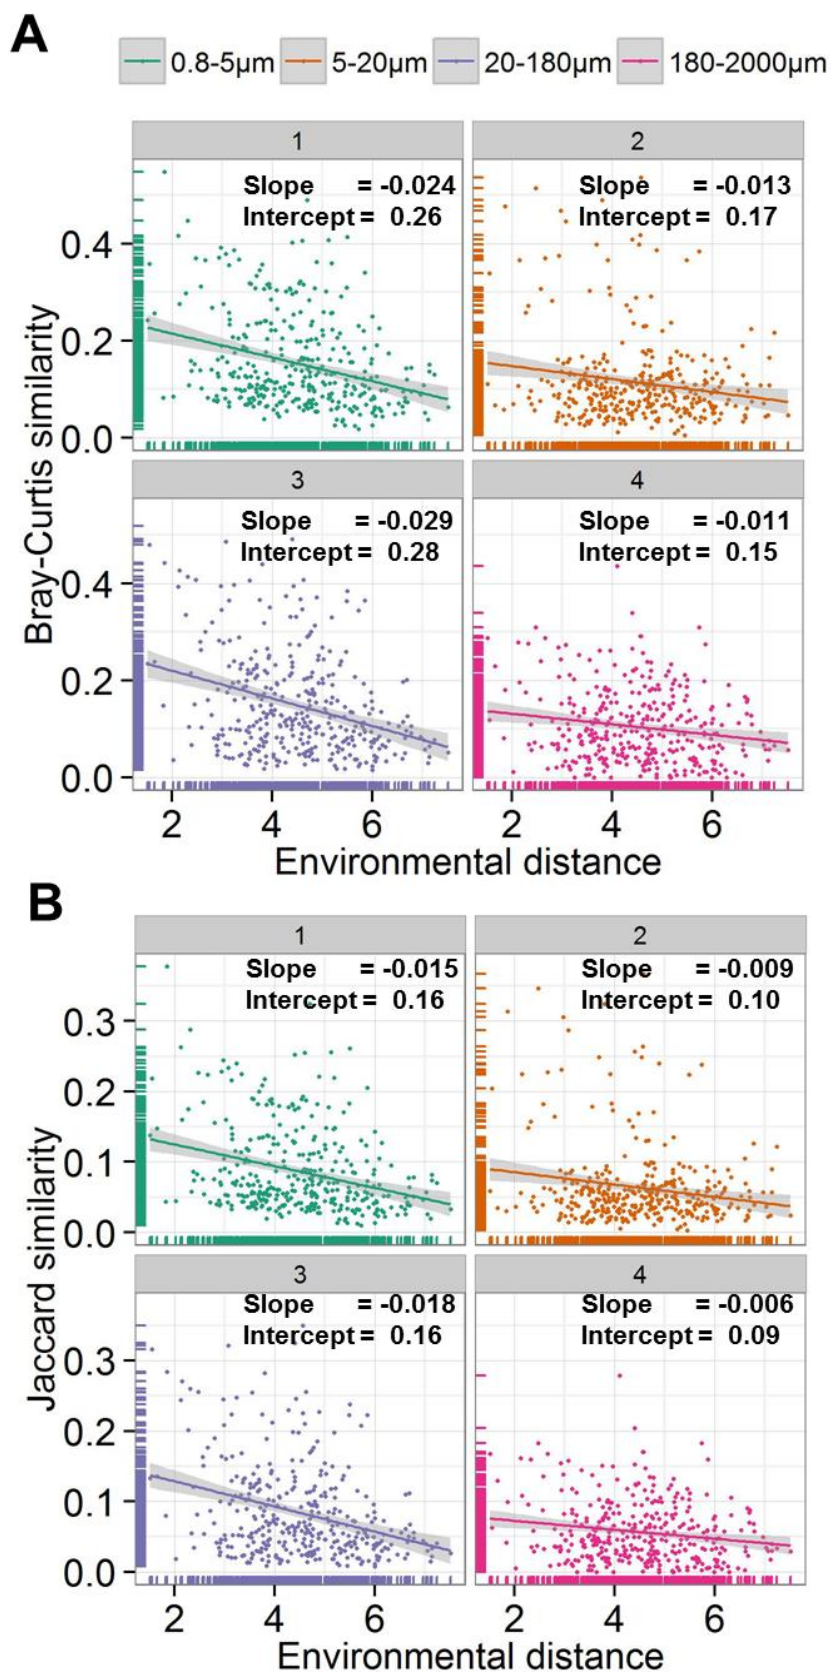 A
0.8-5µm 5-20µm 20-180µm 180-2000µm
1 2
Slope = -0.024 Slope = -0.013
Intercept = 0.26 Intercept = 0.17
0.4
0.2
0.0
3 4
Slope = -0.029 Slope = -0.011
Intercept = 0.28 Intercept = 0.15
0.4
0.2
0.0
Bray-Curtis similarity
2 4 6 2 4 6
Environmental distance
B
1 2
Slope = -0.015 Slope = -0.009
Intercept = 0.16 Intercept = 0.10
0.3
0.2
0.1
0.0
3 4
Slope = -0.018 Slope = -0.006
Intercept = 0.16 Intercept = 0.09
0.3
0.2
0.1
0.0
Jaccard similarity
2 4 6 2 4 6
Environmental distance